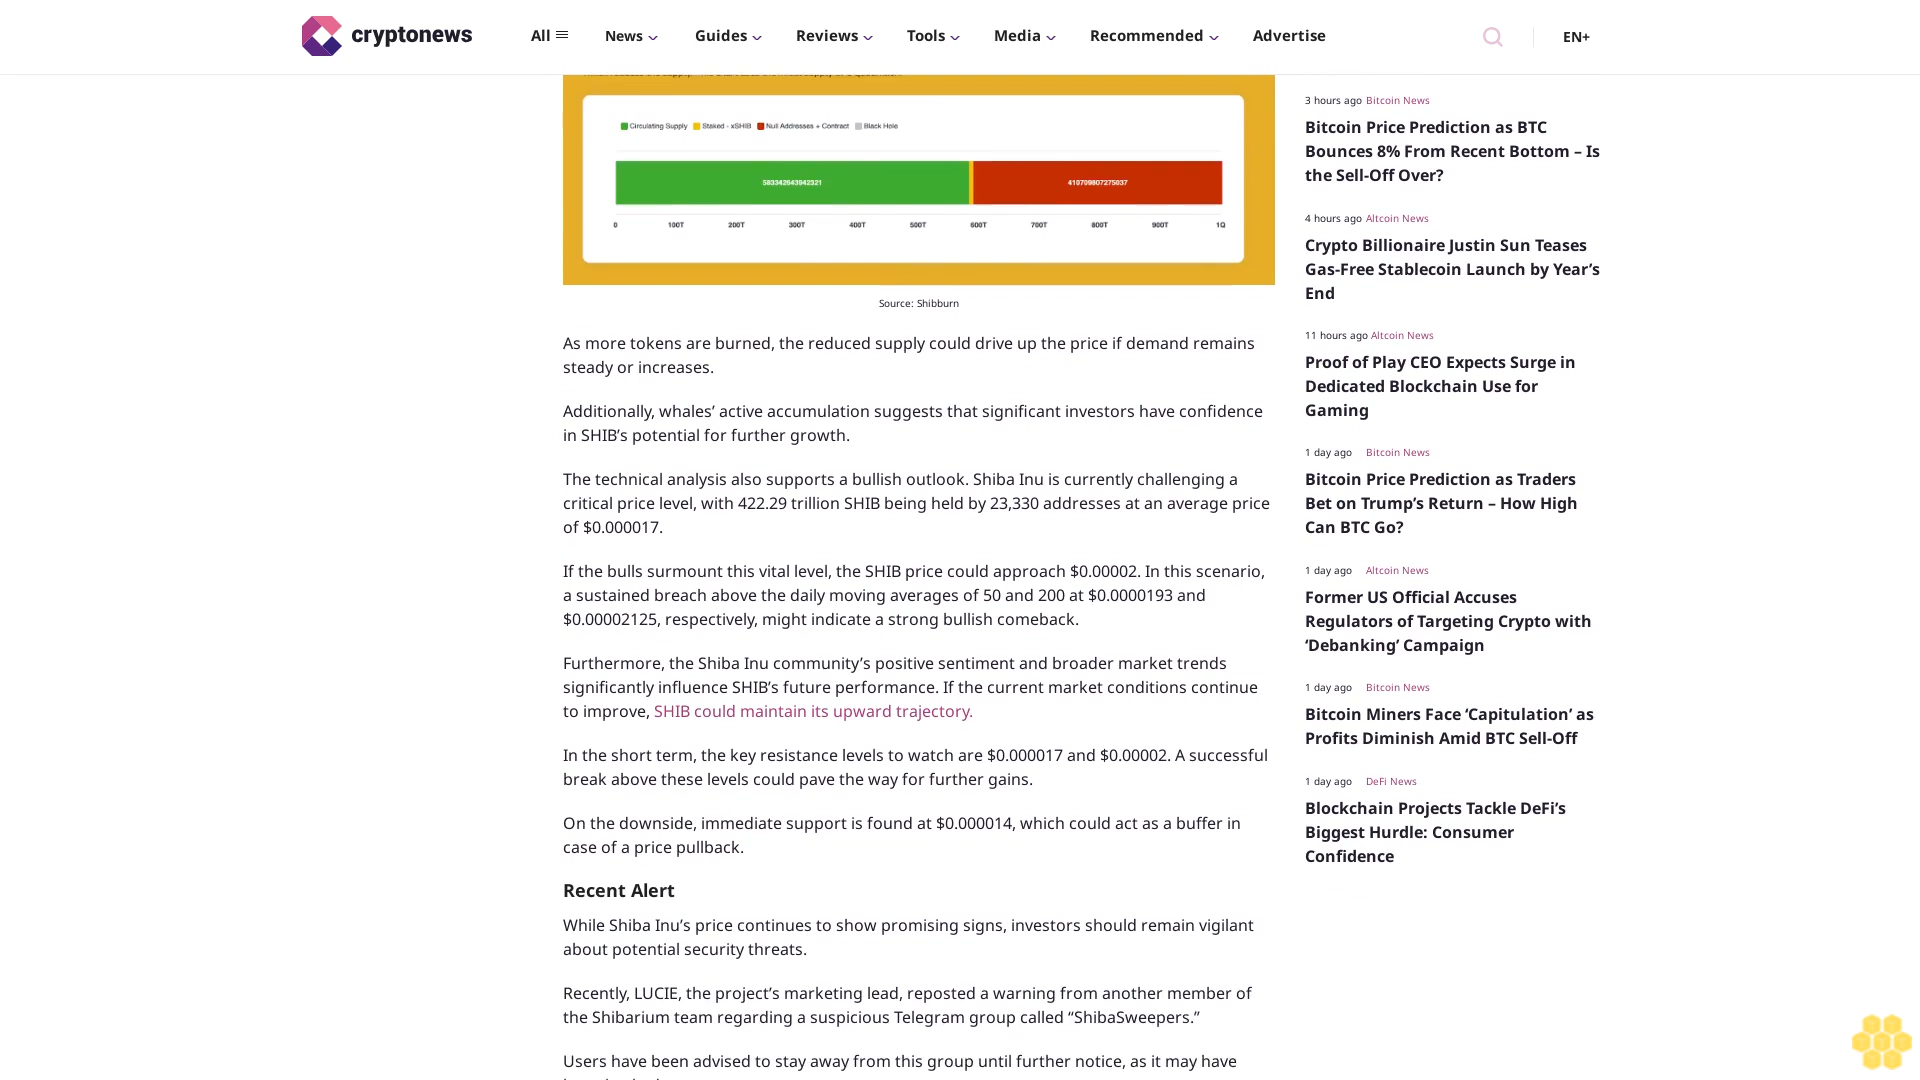 cryptonews
All
News
Guides
Reviews
Tools
Media
Recommended
Advertise
EN+
Circulating Supply
Staked - xSHIB
Null Addresses + Contract
Black Hole
583342643942321
410709807275037
0 100T 200T 300T 400T 500T 600T 700T 800T 900T 1Q
Source: Shibburn
As more tokens are burned, the reduced supply could drive up the price if demand remains
steady or increases.
Additionally, whales’ active accumulation suggests that significant investors have confidence
in SHIB’s potential for further growth.
The technical analysis also supports a bullish outlook. Shiba Inu is currently challenging a
critical price level, with 422.29 trillion SHIB being held by 23,330 addresses at an average price
of $0.000017.
If the bulls surmount this vital level, the SHIB price could approach $0.00002. In this scenario,
a sustained breach above the daily moving averages of 50 and 200 at $0.0000193 and
$0.00002125, respectively, might indicate a strong bullish comeback.
Furthermore, the Shiba Inu community’s positive sentiment and broader market trends
significantly influence SHIB’s future performance. If the current market conditions continue
to improve, SHIB could maintain its upward trajectory.
In the short term, the key resistance levels to watch are $0.000017 and $0.00002. A successful
break above these levels could pave the way for further gains.
On the downside, immediate support is found at $0.000014, which could act as a buffer in
case of a price pullback.
Recent Alert
While Shiba Inu’s price continues to show promising signs, investors should remain vigilant
about potential security threats.
Recently, LUCIE, the project’s marketing lead, reposted a warning from another member of
the Shibarium team regarding a suspicious Telegram group called “ShibaSweepers.”
Users have been advised to stay away from this group until further notice, as it may have
3 hours ago Bitcoin News
Bitcoin Price Prediction as BTC
Bounces 8% From Recent Bottom – Is
the Sell-Off Over?
4 hours ago Altcoin News
Crypto Billionaire Justin Sun Teases
Gas-Free Stablecoin Launch by Year’s
End
11 hours ago Altcoin News
Proof of Play CEO Expects Surge in
Dedicated Blockchain Use for
Gaming
1 day ago Bitcoin News
Bitcoin Price Prediction as Traders
Bet on Trump’s Return – How High
Can BTC Go?
1 day ago Altcoin News
Former US Official Accuses
Regulators of Targeting Crypto with
‘Debanking’ Campaign
1 day ago Bitcoin News
Bitcoin Miners Face ‘Capitulation’ as
Profits Diminish Amid BTC Sell-Off
1 day ago DeFi News
Blockchain Projects Tackle DeFi’s
Biggest Hurdle: Consumer
Confidence